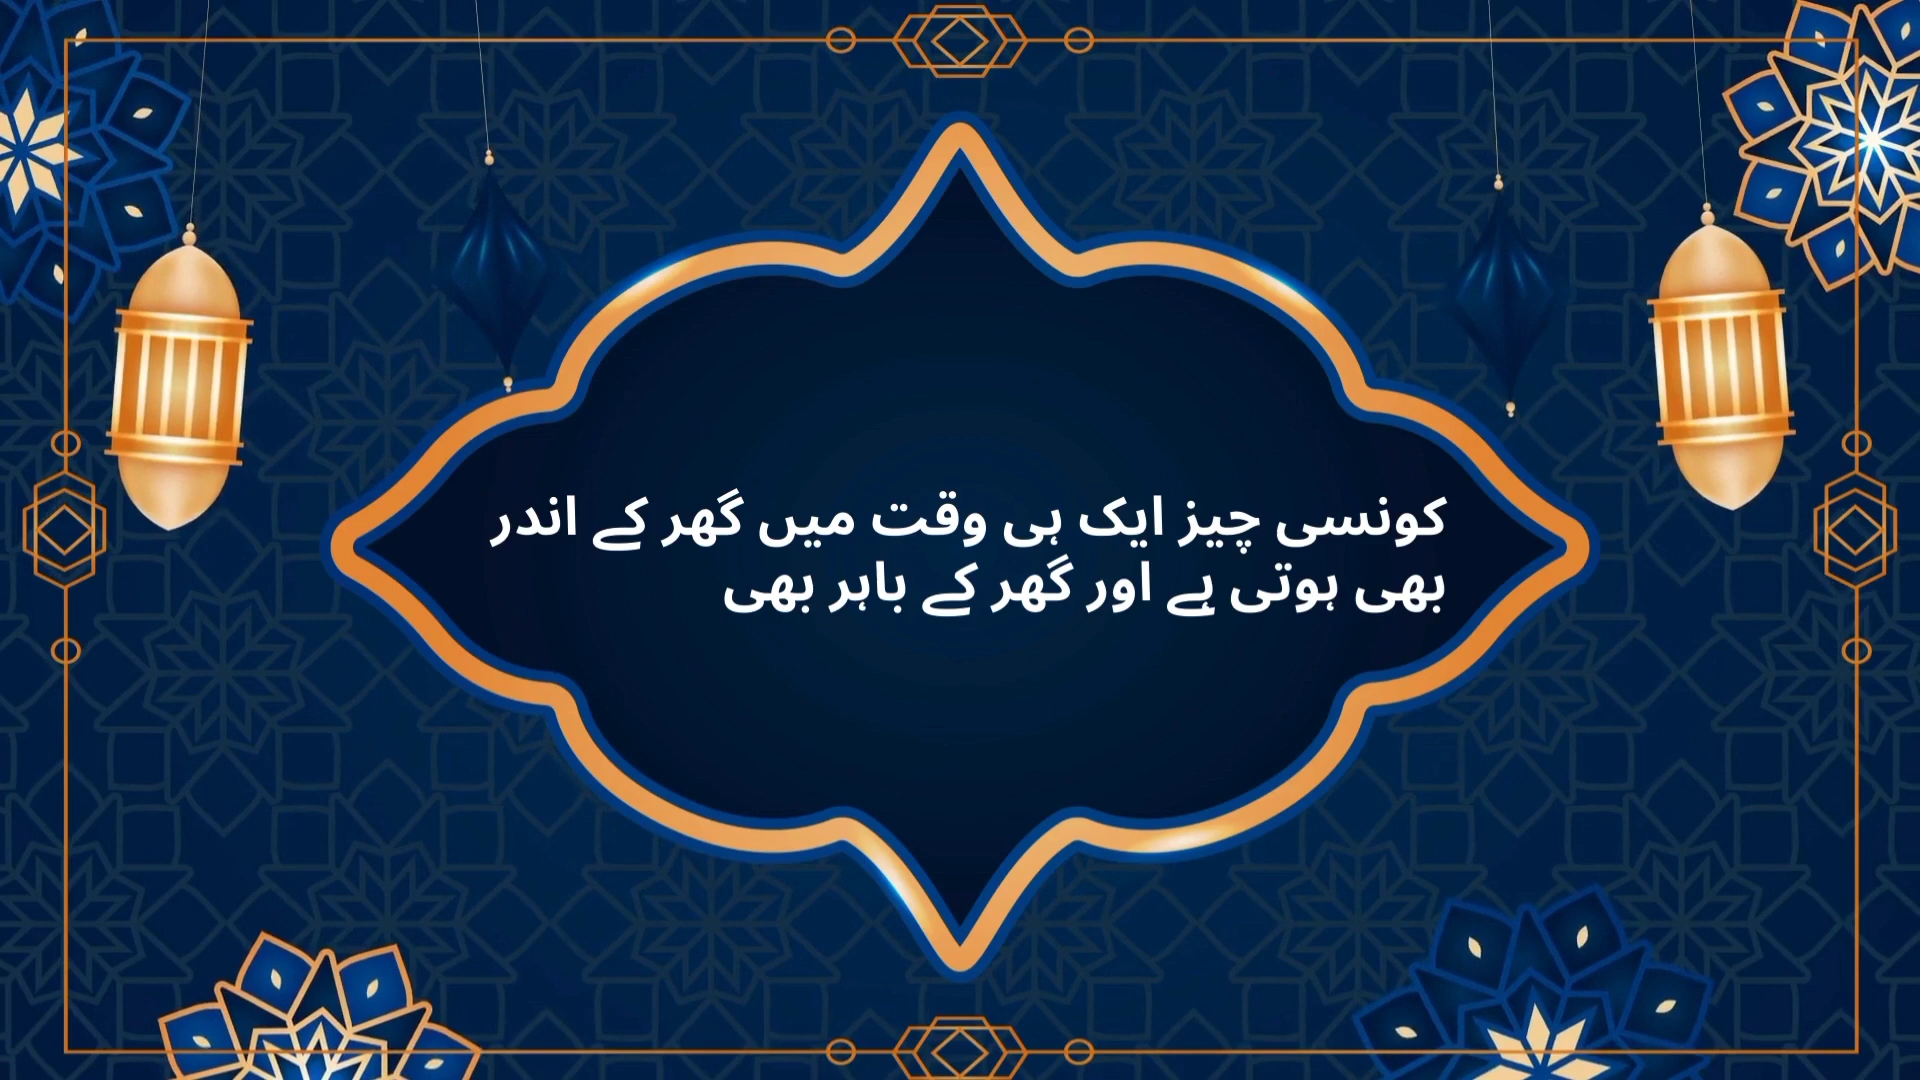 کونسی چیز ایک ہی وقت میں گھر کے اندر
بھی ہوتی ہے اور گھر کے باہر بھی